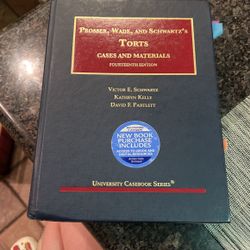 Prosser, Wade, and Schwartz's
Torts
Cases and Materials
Fourteenth Edition
Victor E. Schwartz
Kathryn Kelly
David F. Partlett
NEW BOOK
PURCHASE
INCLUDES
University Casebook Series®